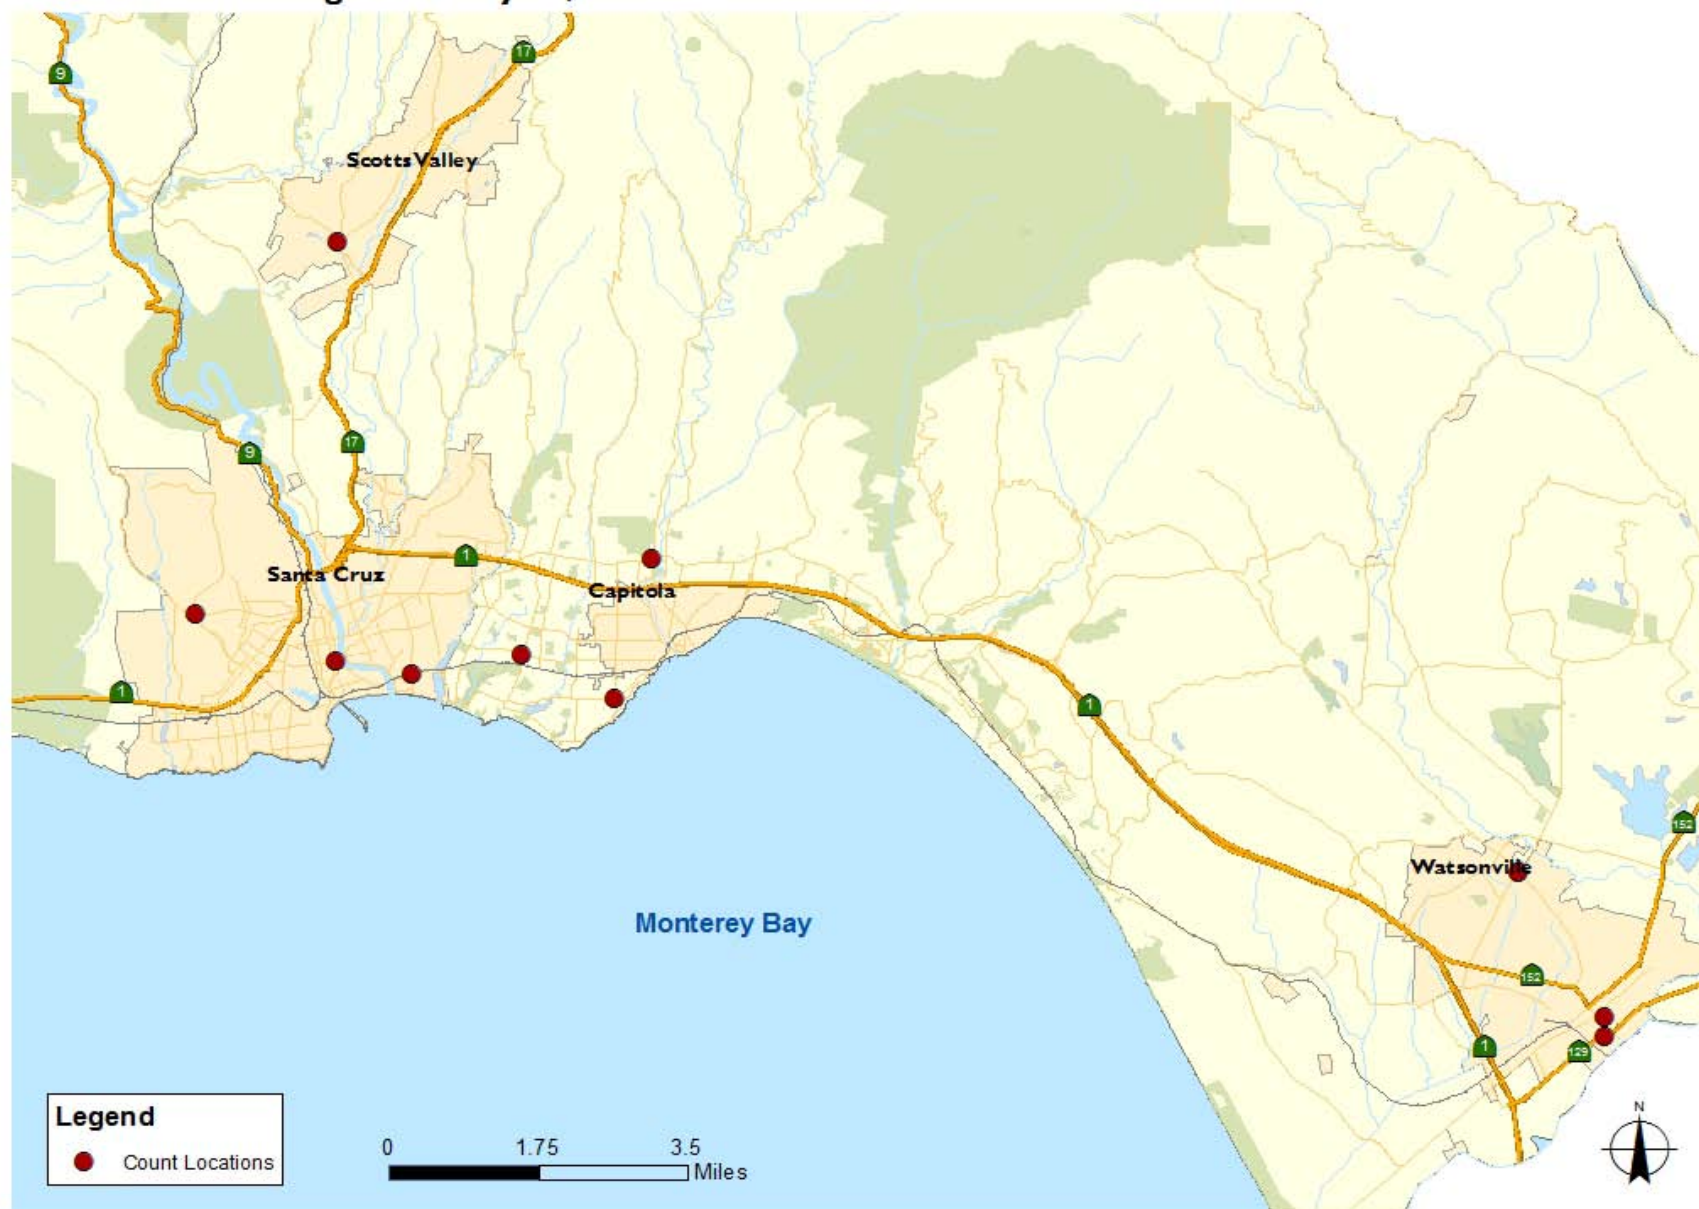 9
17
Scotts Valley
9
17
1
Santa Cruz
Capitola
1
1
152
Watsonville
Monterey Bay
152
1
129
Legend
Count Locations
0 1.75 3.5
Miles
N